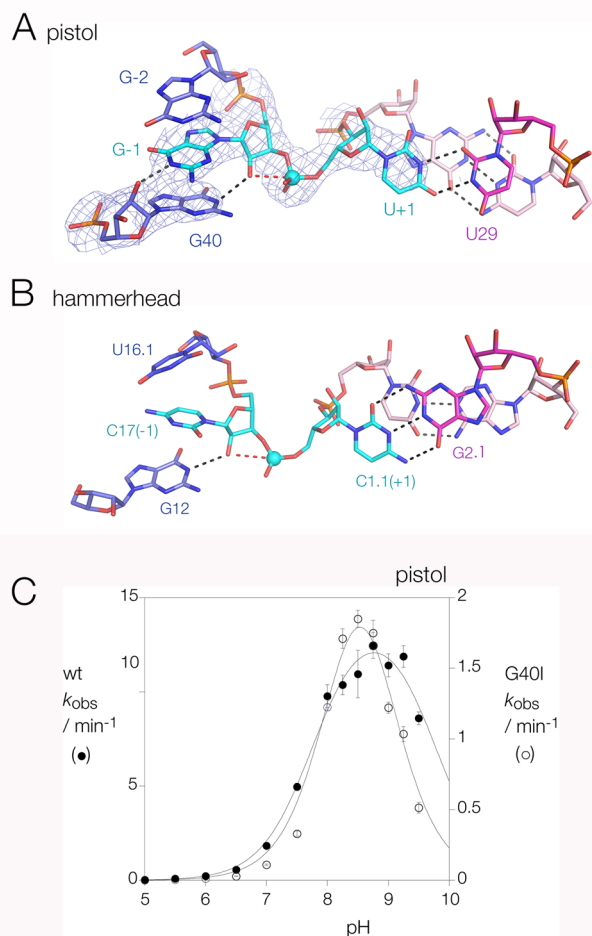 A pistol
G-2
G-1
G40
U+1
U29
B hammerhead
U16.1
C17(-1)
G12
C1.1(+1)
G2.1
C
pistol
15
10
5
0
wt
kobs
/ min-1
(●)
2
1.5
1
0.5
0
G40I
kobs
/ min-1
(○)
5 6 7 8 9 10
pH